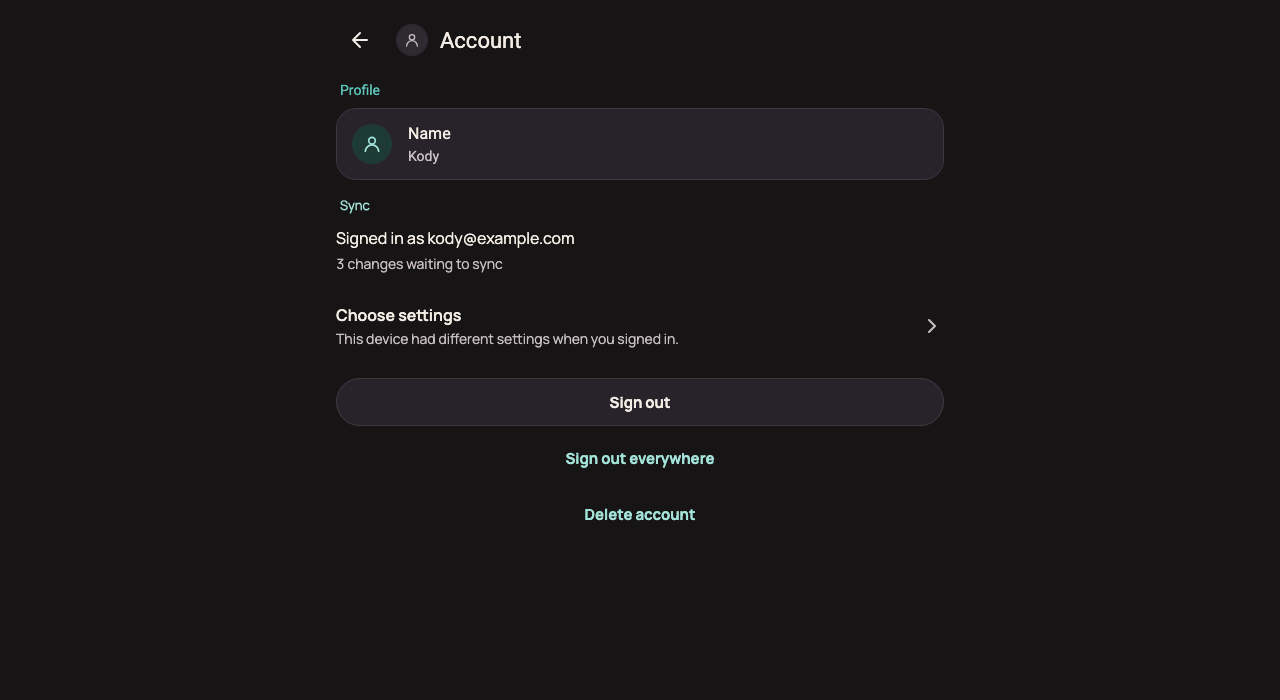 Account
Profile
Name
Kody
Sync
Signed in as kody@example.com
3 changes waiting to sync
Choose settings
This device had different settings when you signed in.
Sign out
Sign out everywhere
Delete account